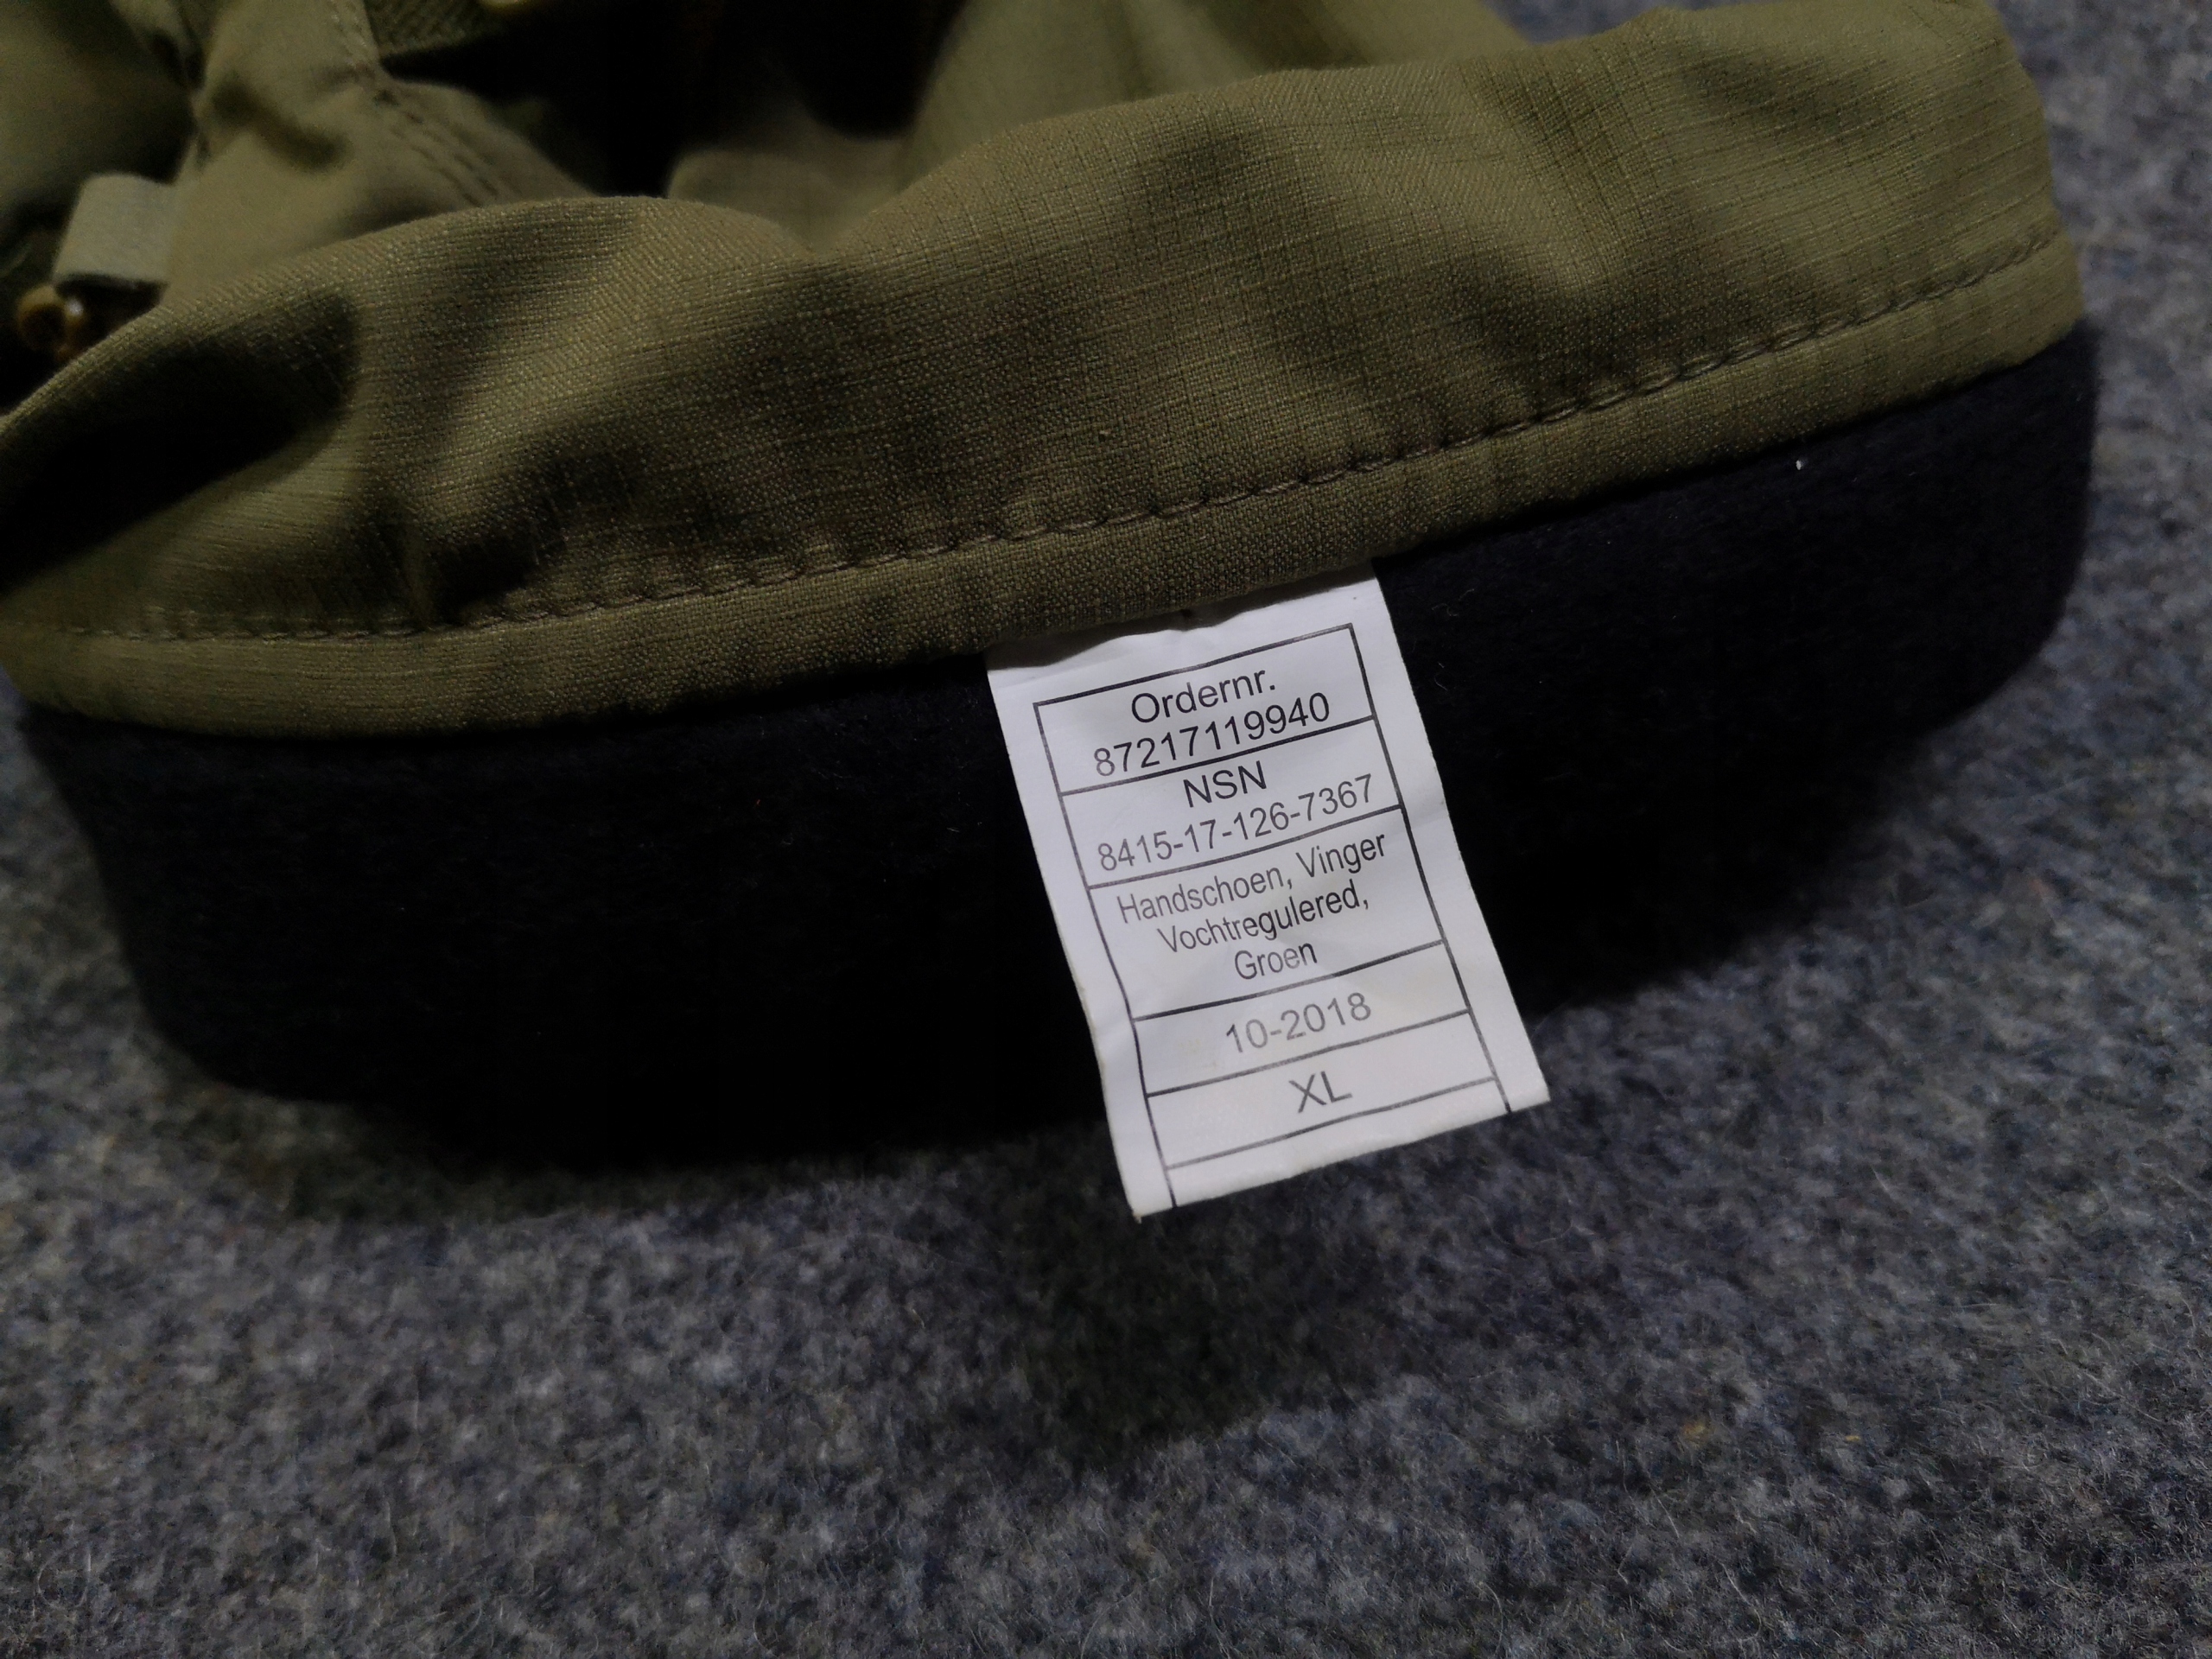 Ordernr.
87217119940
NSN
8415-17-126-7367
Handschoen, Vinger
Vochtregulered,
Groen
10-2018
XL